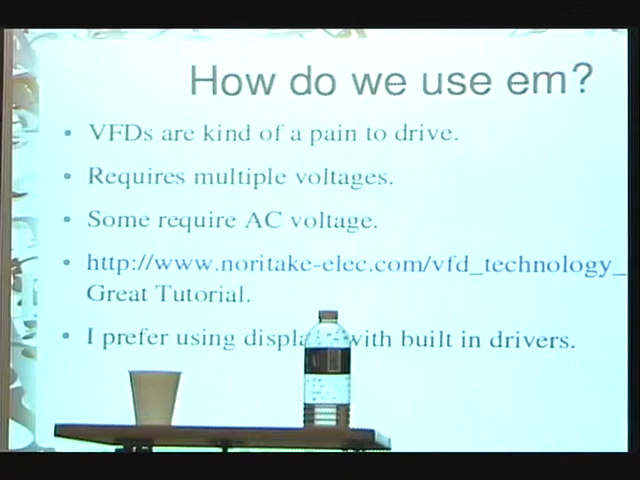 How do we use em?
• VFDs are kind of a pain to drive.
• Requires multiple voltages.
• Some require AC voltage.
• http://www.noritake-elec.com/vfd_technology_
Great Tutorial.
• I prefer using with built in drivers.